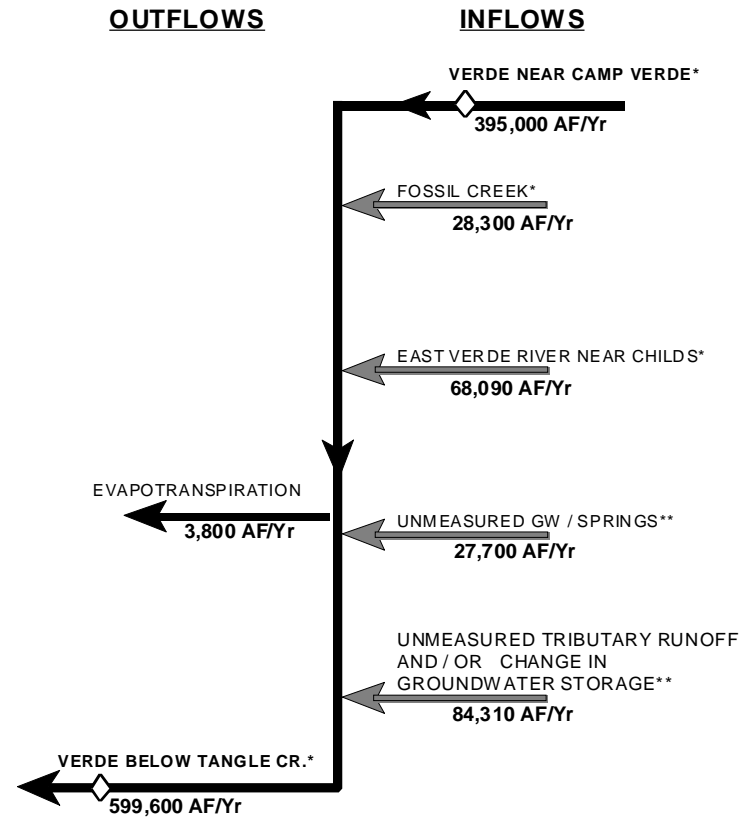 OUTFLOWS
INFLOWS
VERDE NEAR CAMP VERDE*
395,000 AF/Yr
FOSSIL CREEK*
28,300 AF/Yr
EAST VERDE RIVER NEAR CHILDS*
68,090 AF/Yr
EVAPOTRANSPIRATION
3,800 AF/Yr
UNMEASURED GW / SPRINGS**
27,700 AF/Yr
UNMEASURED TRIBUTARY RUNOFF
AND / OR CHANGE IN
GROUNDWATER STORAGE**
84,310 AF/Yr
VERDE BELOW TANGLE CR.*
599,600 AF/Yr